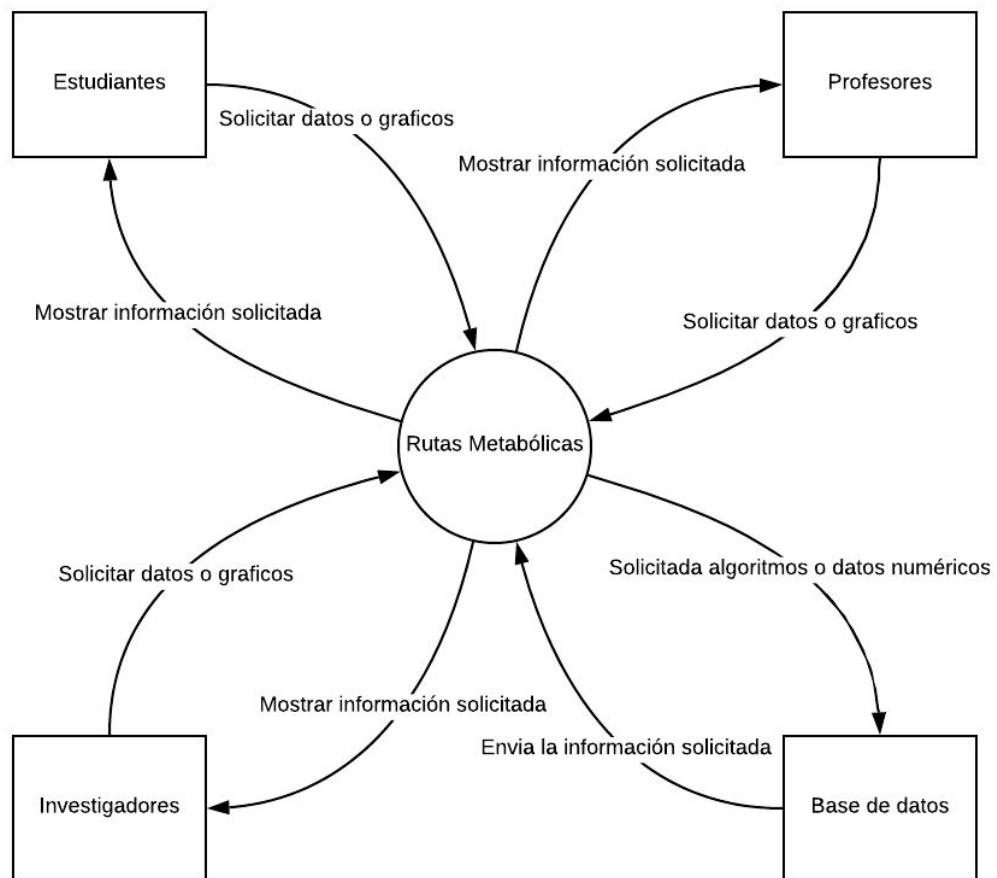 Estudiantes
Profesores
Solicitar datos o graficos
Mostrar información solicitada
Mostrar información solicitada
Solicitar datos o graficos
Rutas Metabólicas
Solicitar datos o graficos
Solicitada algoritmos o datos numéricos
Mostrar información solicitada
Envia la información solicitada
Investigadores
Base de datos